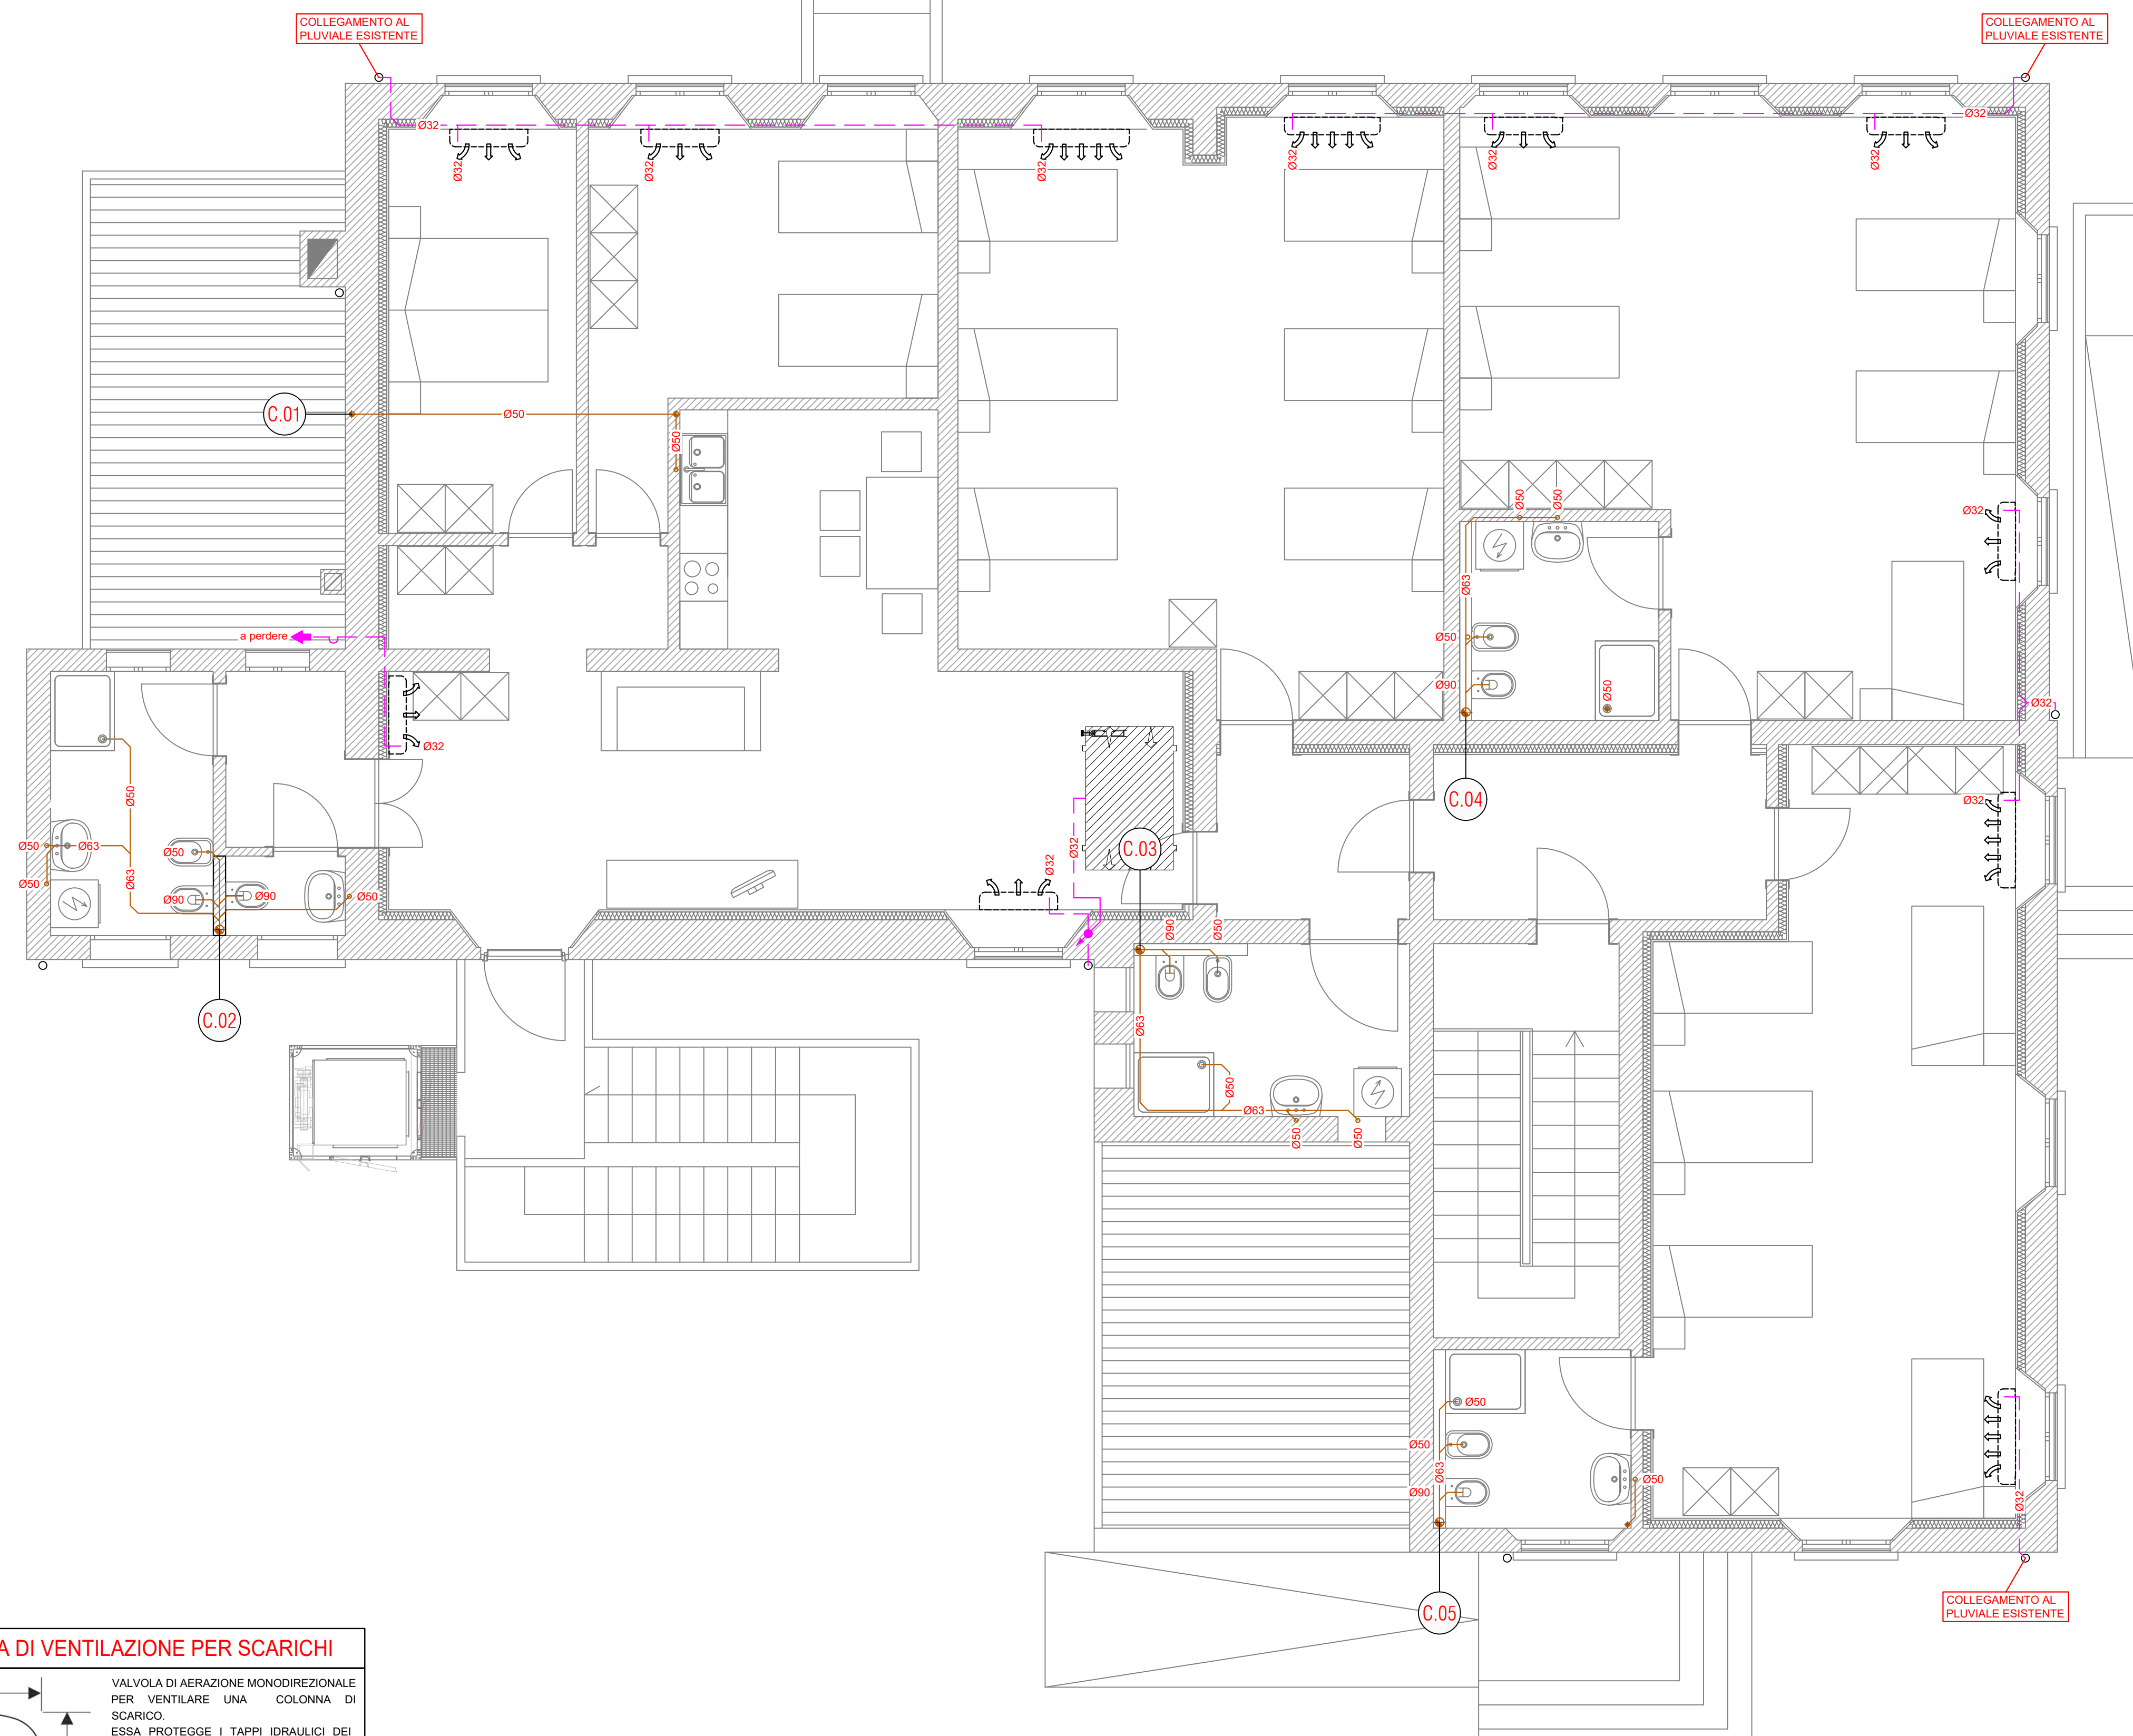 COLLEGAMENTO AL
PLUVIALE ESISTENTE
COLLEGAMENTO AL
PLUVIALE ESISTENTE
Ø32
Ø32
Ø32
Ø32
Ø32
Ø32
Ø32
Ø32
Ø32
C.01
Ø50
Ø50
Ø50
Ø50
Ø32
Ø63
a perdere
Ø50
Ø90
Ø50
Ø32
Ø32
C.04
Ø32
Ø50
Ø50
Ø63
Ø50
Ø32
Ø32
C.03
Ø50
Ø63
Ø90
Ø90
Ø50
Ø90
Ø50
C.02
Ø63
Ø50
Ø63
Ø50
Ø50
Ø50
Ø50
Ø63
Ø90
Ø50
Ø32
C.05
COLLEGAMENTO AL
PLUVIALE ESISTENTE
A DI VENTILAZIONE PER SCARICHI
VALVOLA DI AERAZIONE MONODIREZIONALE
PER VENTILARE UNA COLONNA DI
SCARICO.
ESSA PROTEGGE I TAPPI IDRAULICI DEI